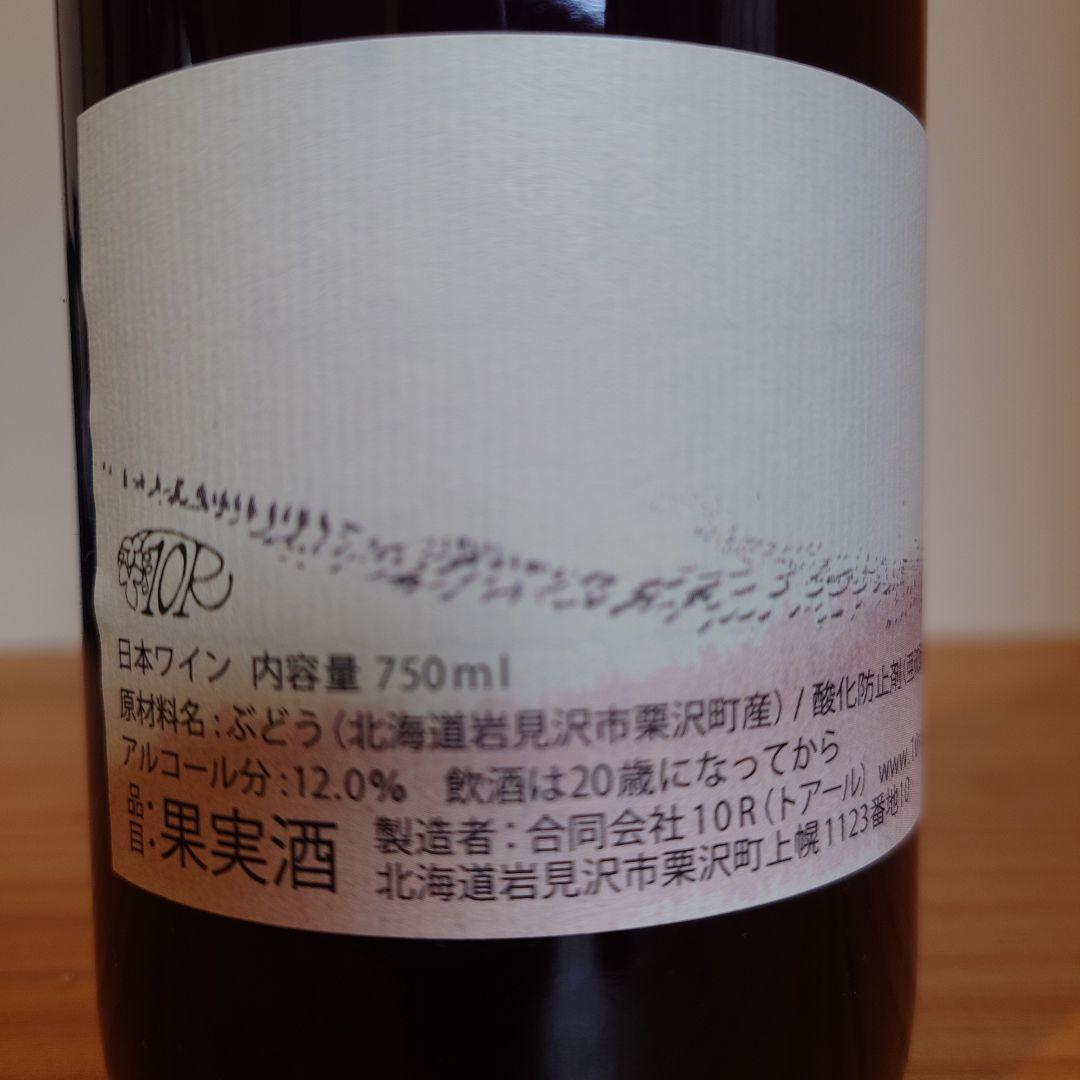 10R
日本ワイン 内容量 750ml
原材料名:ぶどう(北海道岩見沢市栗沢町産)/酸化防止剤
アルコール分:12.0% 飲酒は20歳になってから
品目:果実酒
製造者:合同会社10R(トアール) www.
北海道岩見沢市栗沢町上幌1123番地10